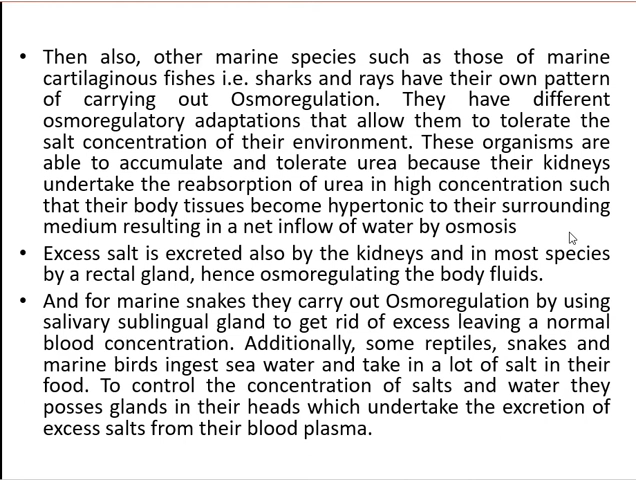 • Then also, other marine species such as those of marine
cartilaginous fishes i.e. sharks and rays have their own pattern
of carrying out Osmoregulation. They have different
osmoregulatory adaptations that allow them to tolerate the
salt concentration of their environment. These organisms are
able to accumulate and tolerate urea because their kidneys
undertake the reabsorption of urea in high concentration such
that their body tissues become hypertonic to their surrounding
medium resulting in a net inflow of water by osmosis
• Excess salt is excreted also by the kidneys and in most species
by a rectal gland, hence osmoregulating the body fluids.
• And for marine snakes they carry out Osmoregulation by using
salivary sublingual gland to get rid of excess leaving a normal
blood concentration. Additionally, some reptiles, snakes and
marine birds ingest sea water and take in a lot of salt in their
food. To control the concentration of salts and water they
posses glands in their heads which undertake the excretion of
excess salts from their blood plasma.